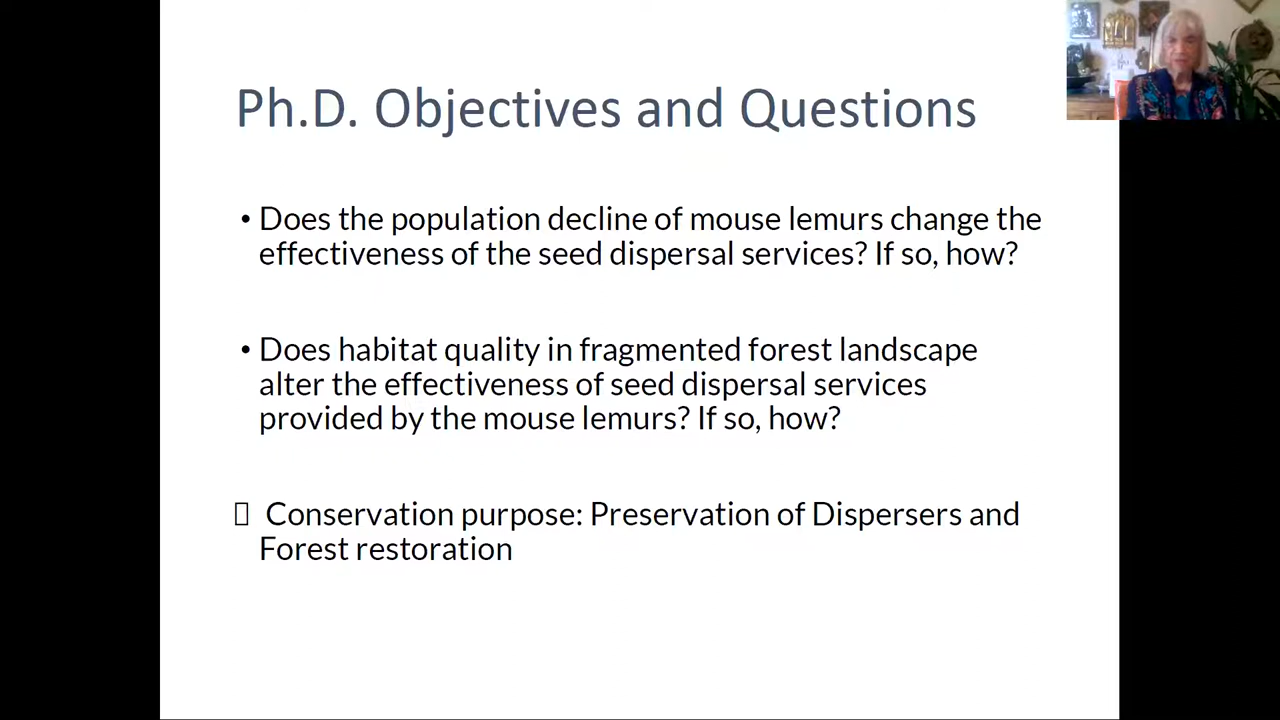 Ph.D. Objectives and Questions
• Does the population decline of mouse lemurs change the
effectiveness of the seed dispersal services? If so, how?
• Does habitat quality in fragmented forest landscape
alter the effectiveness of seed dispersal services
provided by the mouse lemurs? If so, how?
Conservation purpose: Preservation of Dispersers and
Forest restoration